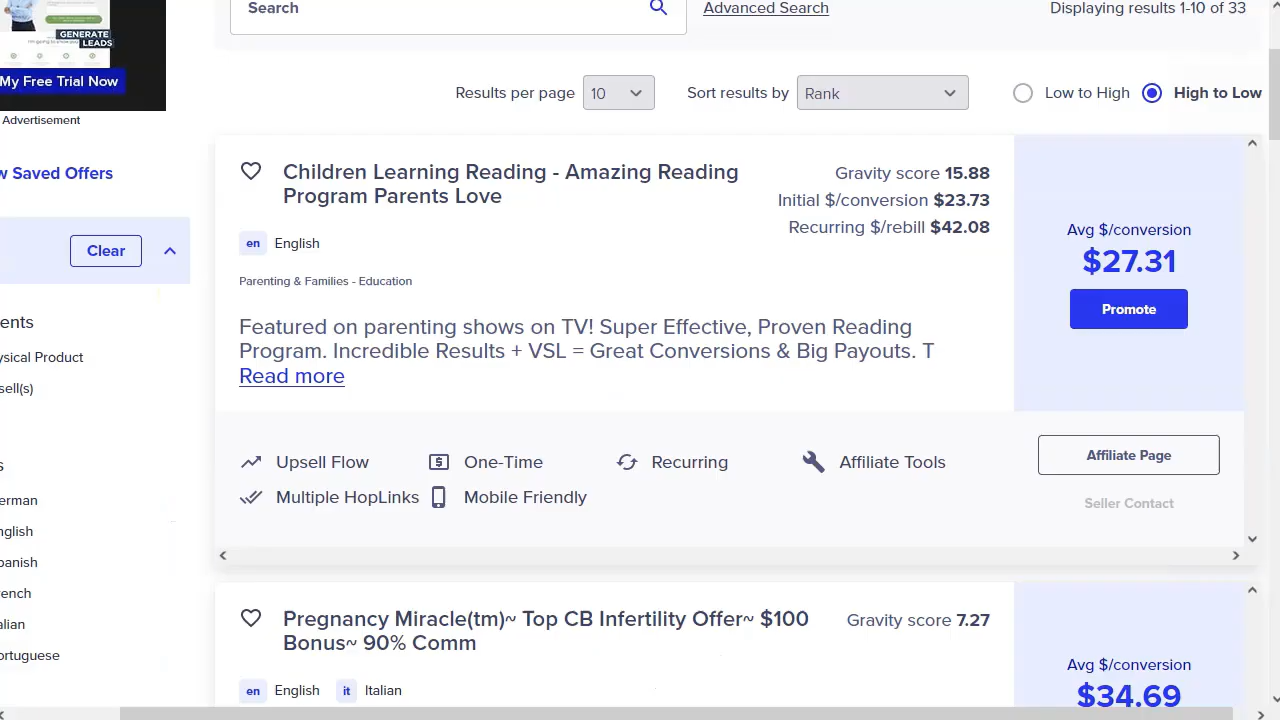 Search
Advanced Search
Displaying results 1-10 of 33
GENERATE
LEADS
My Free Trial Now
Advertisement
Results per page 10
Sort results by Rank
Low to High
High to Low
w Saved Offers
Clear
ents
ysical Product
sell(s)
s
erman
nglish
panish
rench
alian
ortuguese
Children Learning Reading - Amazing Reading
Program Parents Love
Gravity score 15.88
Initial $/conversion $23.73
Recurring $/rebill $42.08
en English
Parenting & Families - Education
Featured on parenting shows on TV! Super Effective, Proven Reading
Program. Incredible Results + VSL = Great Conversions & Big Payouts. T
Read more
Avg $/conversion
$27.31
Promote
Upsell Flow
One-Time
Recurring
Affiliate Tools
Multiple HopLinks
Mobile Friendly
Affiliate Page
Seller Contact
Pregnancy Miracle(tm)~ Top CB Infertility Offer~ $100
Bonus~ 90% Comm
Gravity score 7.27
en English it Italian
Avg $/conversion
$34.69